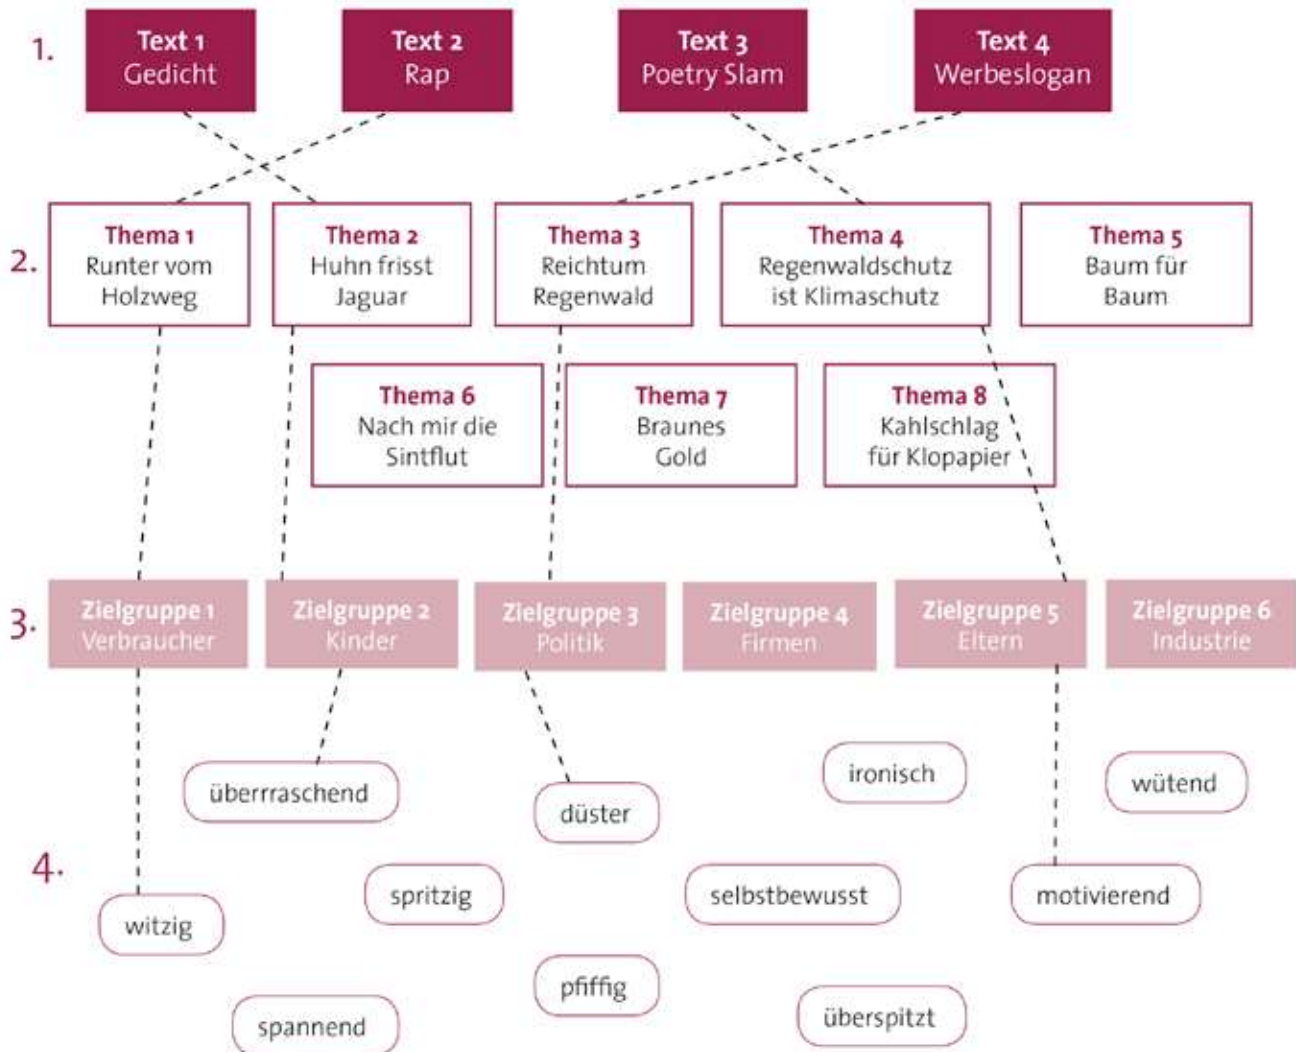 1.
Text 1
Gedicht
Text 2
Rap
Text 3
Poetry Slam
Text 4
Werbeslogan
2.
Thema 1
Runter vom
Holzweg
Thema 2
Huhn frisst
Jaguar
Thema 3
Reichtum
Regenwald
Thema 4
Regenwaldschutz
ist Klimaschutz
Thema 5
Baum für
Baum
Thema 6
Nach mir die
Sintflut
Thema 7
Braunes
Gold
Thema 8
Kahlschlag
für Klopapier
3.
Zielgruppe 1
Verbraucher
Zielgruppe 2
Kinder
Zielgruppe 3
Politik
Zielgruppe 4
Firmen
Zielgruppe 5
Eltern
Zielgruppe 6
Industrie
4.
überrraschend
düster
ironisch
wütend
witzig
spritzig
selbstbewusst
motivierend
spannend
pfiffig
überspitzt